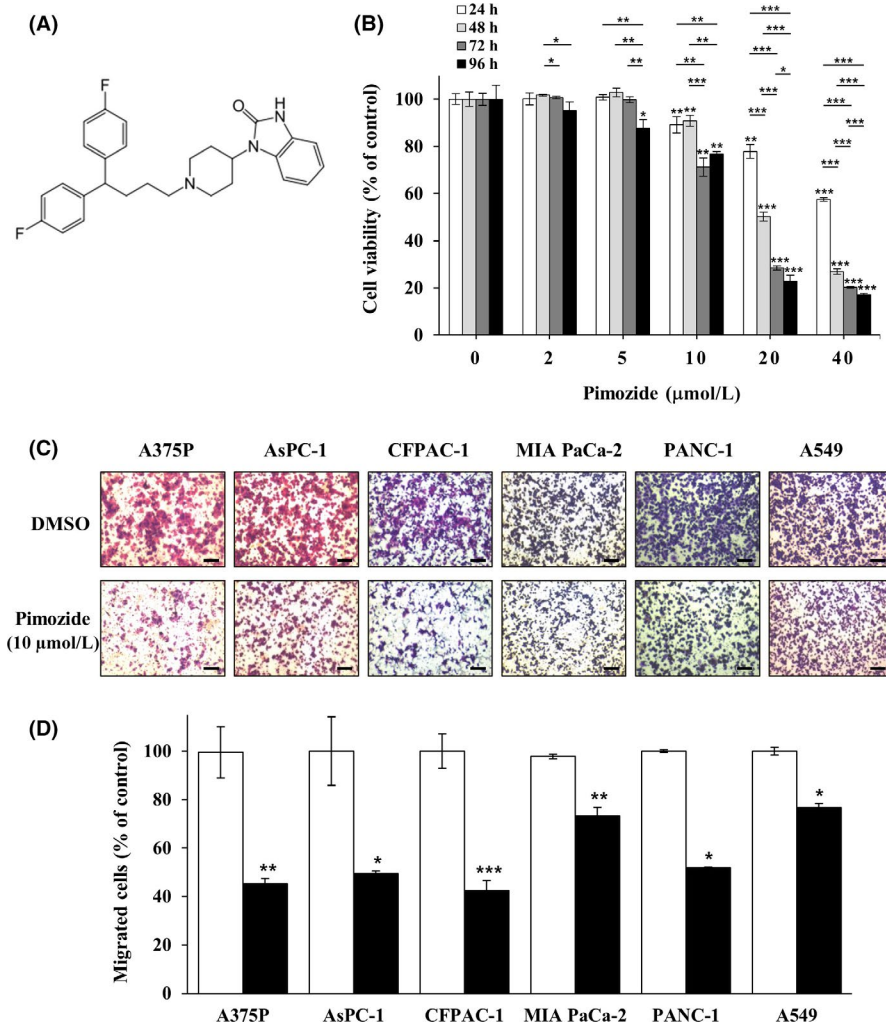 (A)
F
F
O
NH
N
N
(B)
24 h
48 h
72 h
96 h
** ** *** ***
* ** ** *** ***
* ** ** *** * ***
*** *** *** ***
*** ***
***
* ** ** ** ** ** *** *** *** *** *** *** ***
Cell viability (% of control)
100
80
60
40
20
0
0 2 5 10 20 40
Pimozide (µmol/L)
(C)
A375P AsPC-1 CFPAC-1 MIA PaCa-2 PANC-1 A549
DMSO
Pimozide
(10 µmol/L)
(D)
Migrated cells (% of control)
100
80
60
40
20
0
** * *** ** * *
A375P AsPC-1 CFPAC-1 MIA PaCa-2 PANC-1 A549